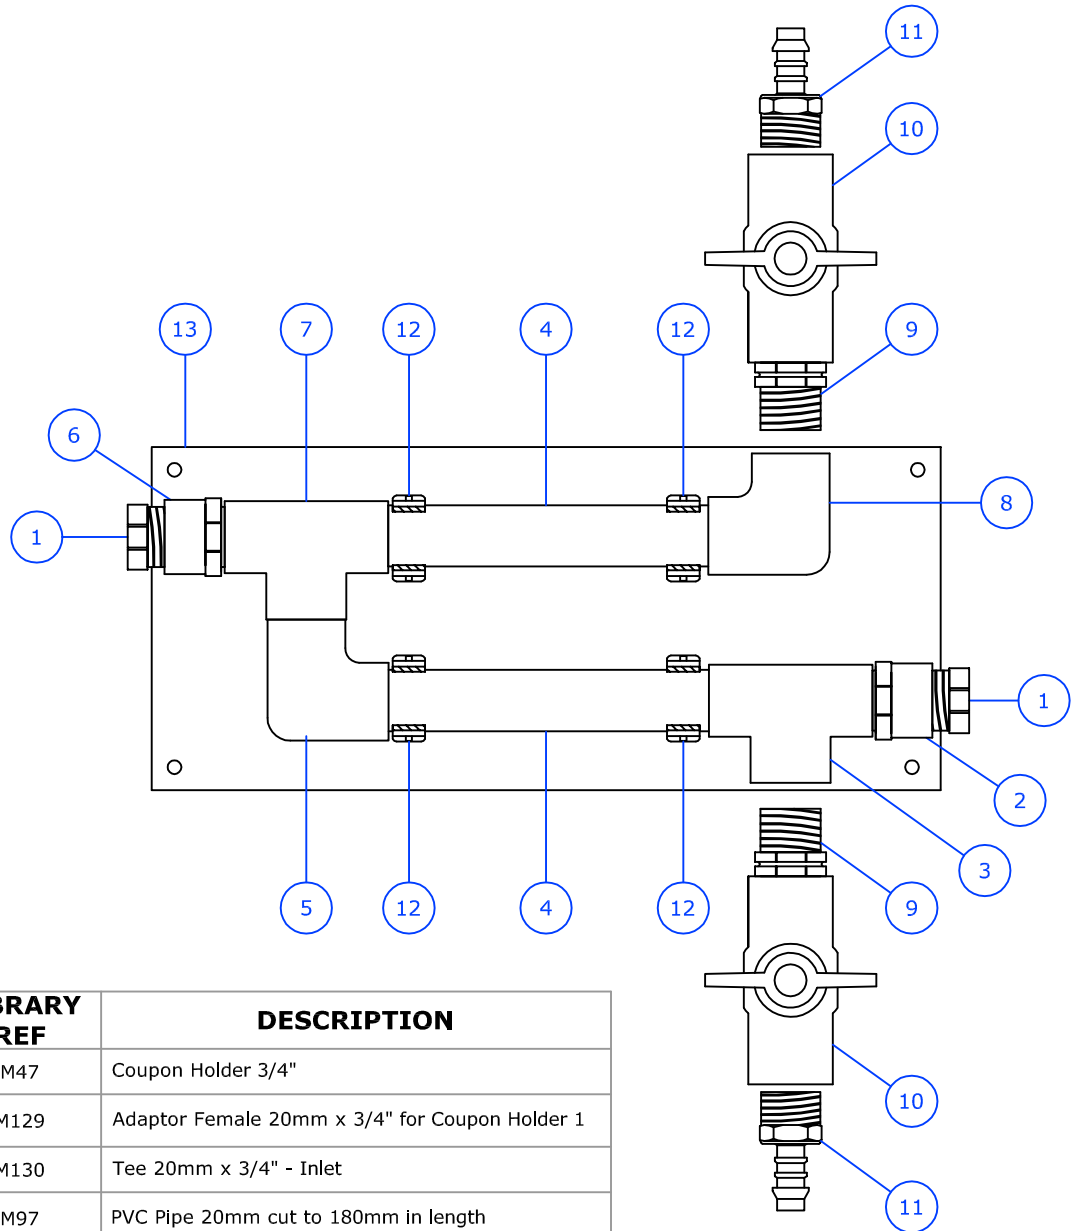 11
10
13
7
12
4
12
9
6
8
1
1
2
3
5
12
4
12
9
BRARY
REF
DESCRIPTION
M47
Coupon Holder 3/4"
10
M129
Adaptor Female 20mm x 3/4" for Coupon Holder 1
M130
Tee 20mm x 3/4" - Inlet
11
M97
PVC Pipe 20mm cut to 180mm in length